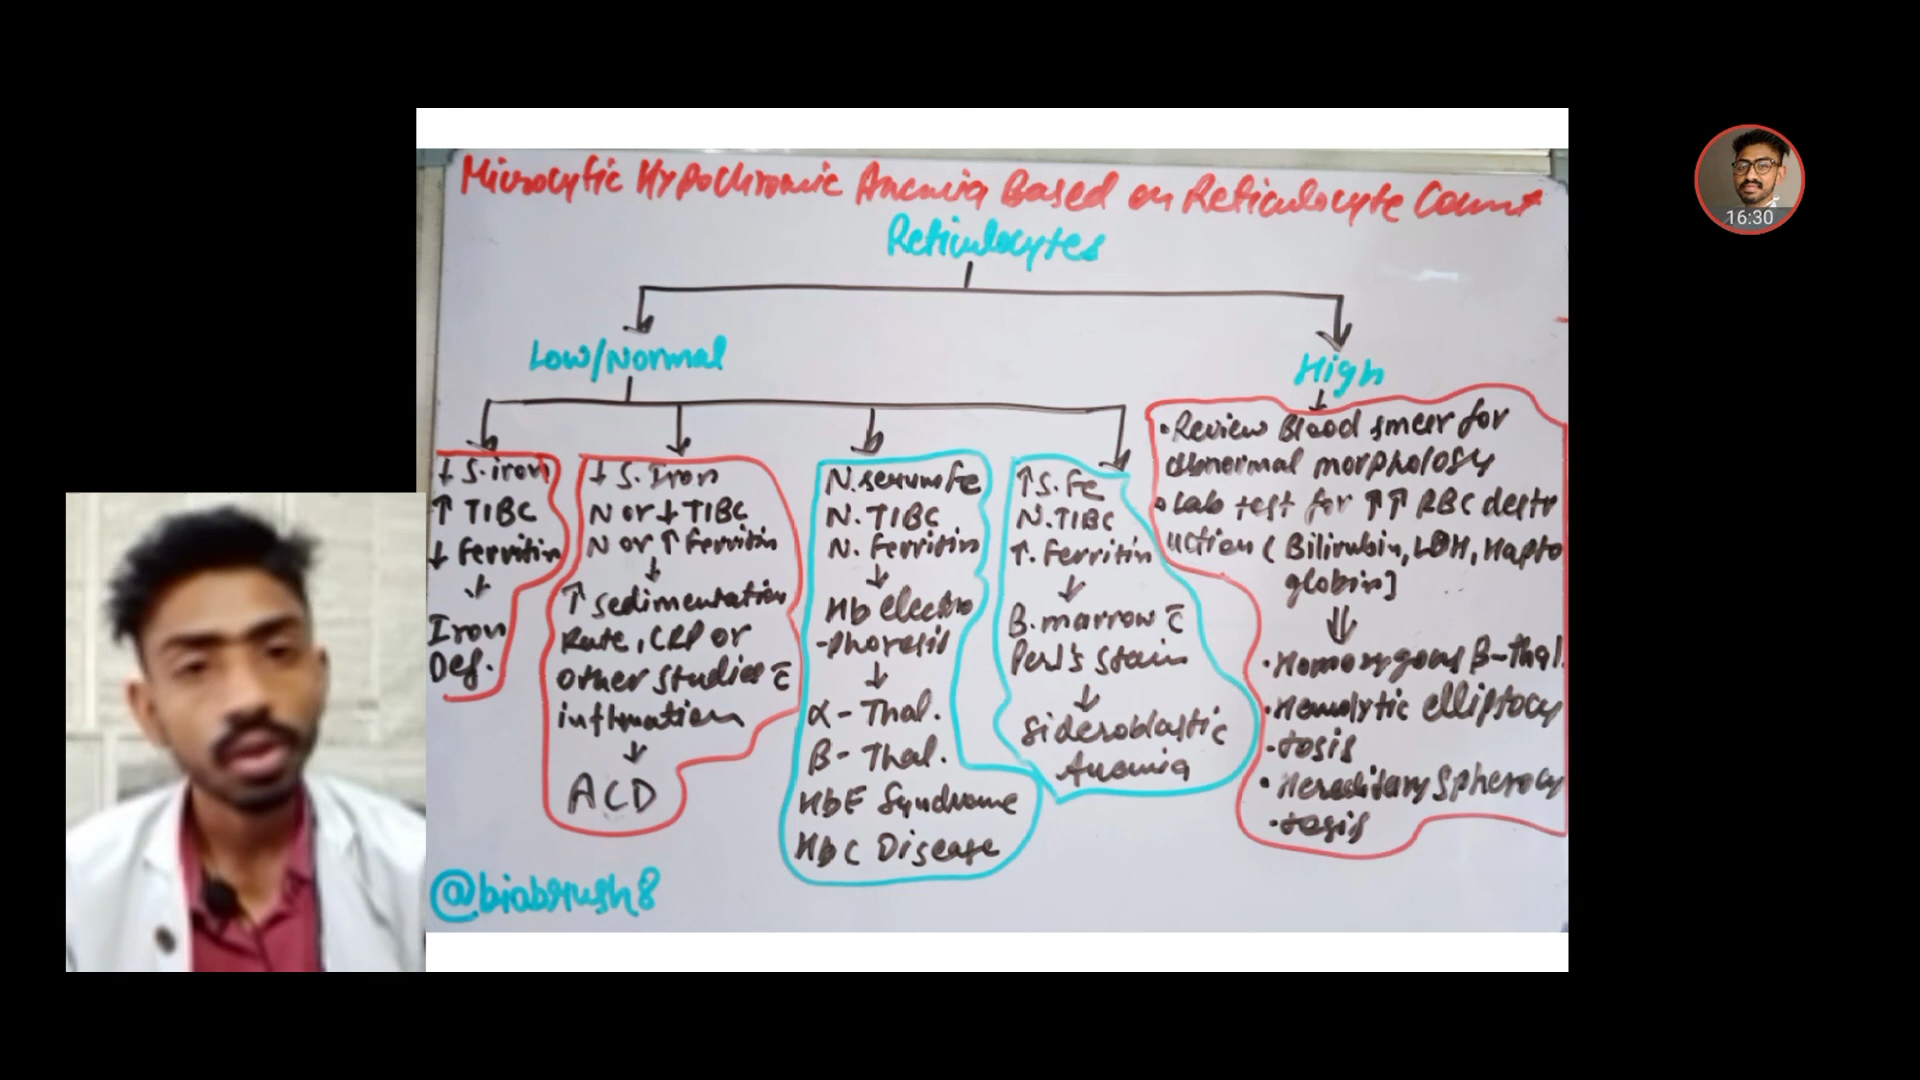 Microcytic Hypochromic Anemia Based on Reticulocyte Count
Reticulocytes
Low/Normal
High
↓ S.iron
↑ TIBC
↓ ferritin
↓
Iron
Def.
↓ S.Iron
N or ↓ TIBC
N or ↑ ferritin
↓
↑ sedimentation
Rate, CRP or
other studies c̄
inflmation
↓
ACD
N.serum fe
N. TIBC
N. ferritin
↓
Hb electro
-phoresis
↓
α - Thal.
β - Thal.
HbE Syndrome
HbC Disease
↑S. Fe
N.TIBC
↑. Ferritin
↓
B.marrow c̄
Perl's stain
↓
Sideroblastic
Anemia
•Review Blood smear for
abnormal morphology
•Lab test for ↑↑ RBC destr
uction ( Bilirubin, LDH, Hapto
globin]
⇓
•Homozygous β-thal.
•Hemolytic elliptocy
-tosis
•Hereditary Spherocy
•tosis
@biobrush8
16:30